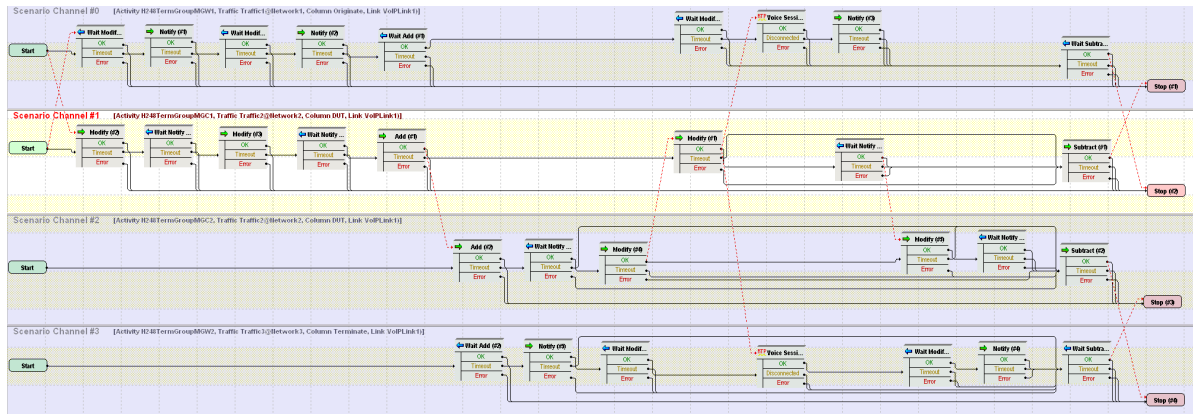 Scenario Channel #0 [Activity H248TermsGroupMGW1, Traffic Traffic1@Network1, Column Originate, Link VoIPLink1)]
Start
Wait Modif...
OK
Timeout
Error
Notify (#1)
OK
Timeout
Error
Wait Modif...
OK
Timeout
Error
Notify (#2)
OK
Timeout
Error
Wait Add (#1)
OK
Timeout
Error
Wait Modif...
OK
Timeout
Error
RTP Voice Sessi...
OK
Disconnected
Error
Notify (#3)
OK
Timeout
Error
Wait Subtra...
OK
Timeout
Error
Stop (#1)
Scenario Channel #1 [Activity H248TermsGroupMGC1, Traffic Traffic2@Network2, Column DUT, Link VoIPLink1)]
Start
Modify (#2)
OK
Timeout
Error
Wait Notify ...
OK
Timeout
Error
Modify (#3)
OK
Timeout
Error
Wait Notify ...
OK
Timeout
Error
Add (#1)
OK
Timeout
Error
Modify (#1)
OK
Timeout
Error
Wait Notify ...
OK
Timeout
Error
Subtract (#1)
OK
Timeout
Error
Stop (#2)
Scenario Channel #2 [Activity H248TermsGroupMGC2, Traffic Traffic2@Network2, Column DUT, Link VoIPLink1)]
Start
Add (#2)
OK
Timeout
Error
Wait Notify ...
OK
Timeout
Error
Modify (#4)
OK
Timeout
Error
Modify (#5)
OK
Timeout
Error
Wait Notify ...
OK
Timeout
Error
Subtract (#2)
OK
Timeout
Error
Stop (#3)
Scenario Channel #3 [Activity H248TermsGroupMGW2, Traffic Traffic3@Network3, Column Terminate, Link VoIPLink1)]
Start
Wait Add (#2)
OK
Timeout
Error
Notify (#5)
OK
Timeout
Error
Wait Modif...
OK
Timeout
Error
RTP Voice Sessi...
OK
Disconnected
Error
Wait Modif...
OK
Timeout
Error
Notify (#4)
OK
Timeout
Error
Wait Subtra...
OK
Timeout
Error
Stop (#4)